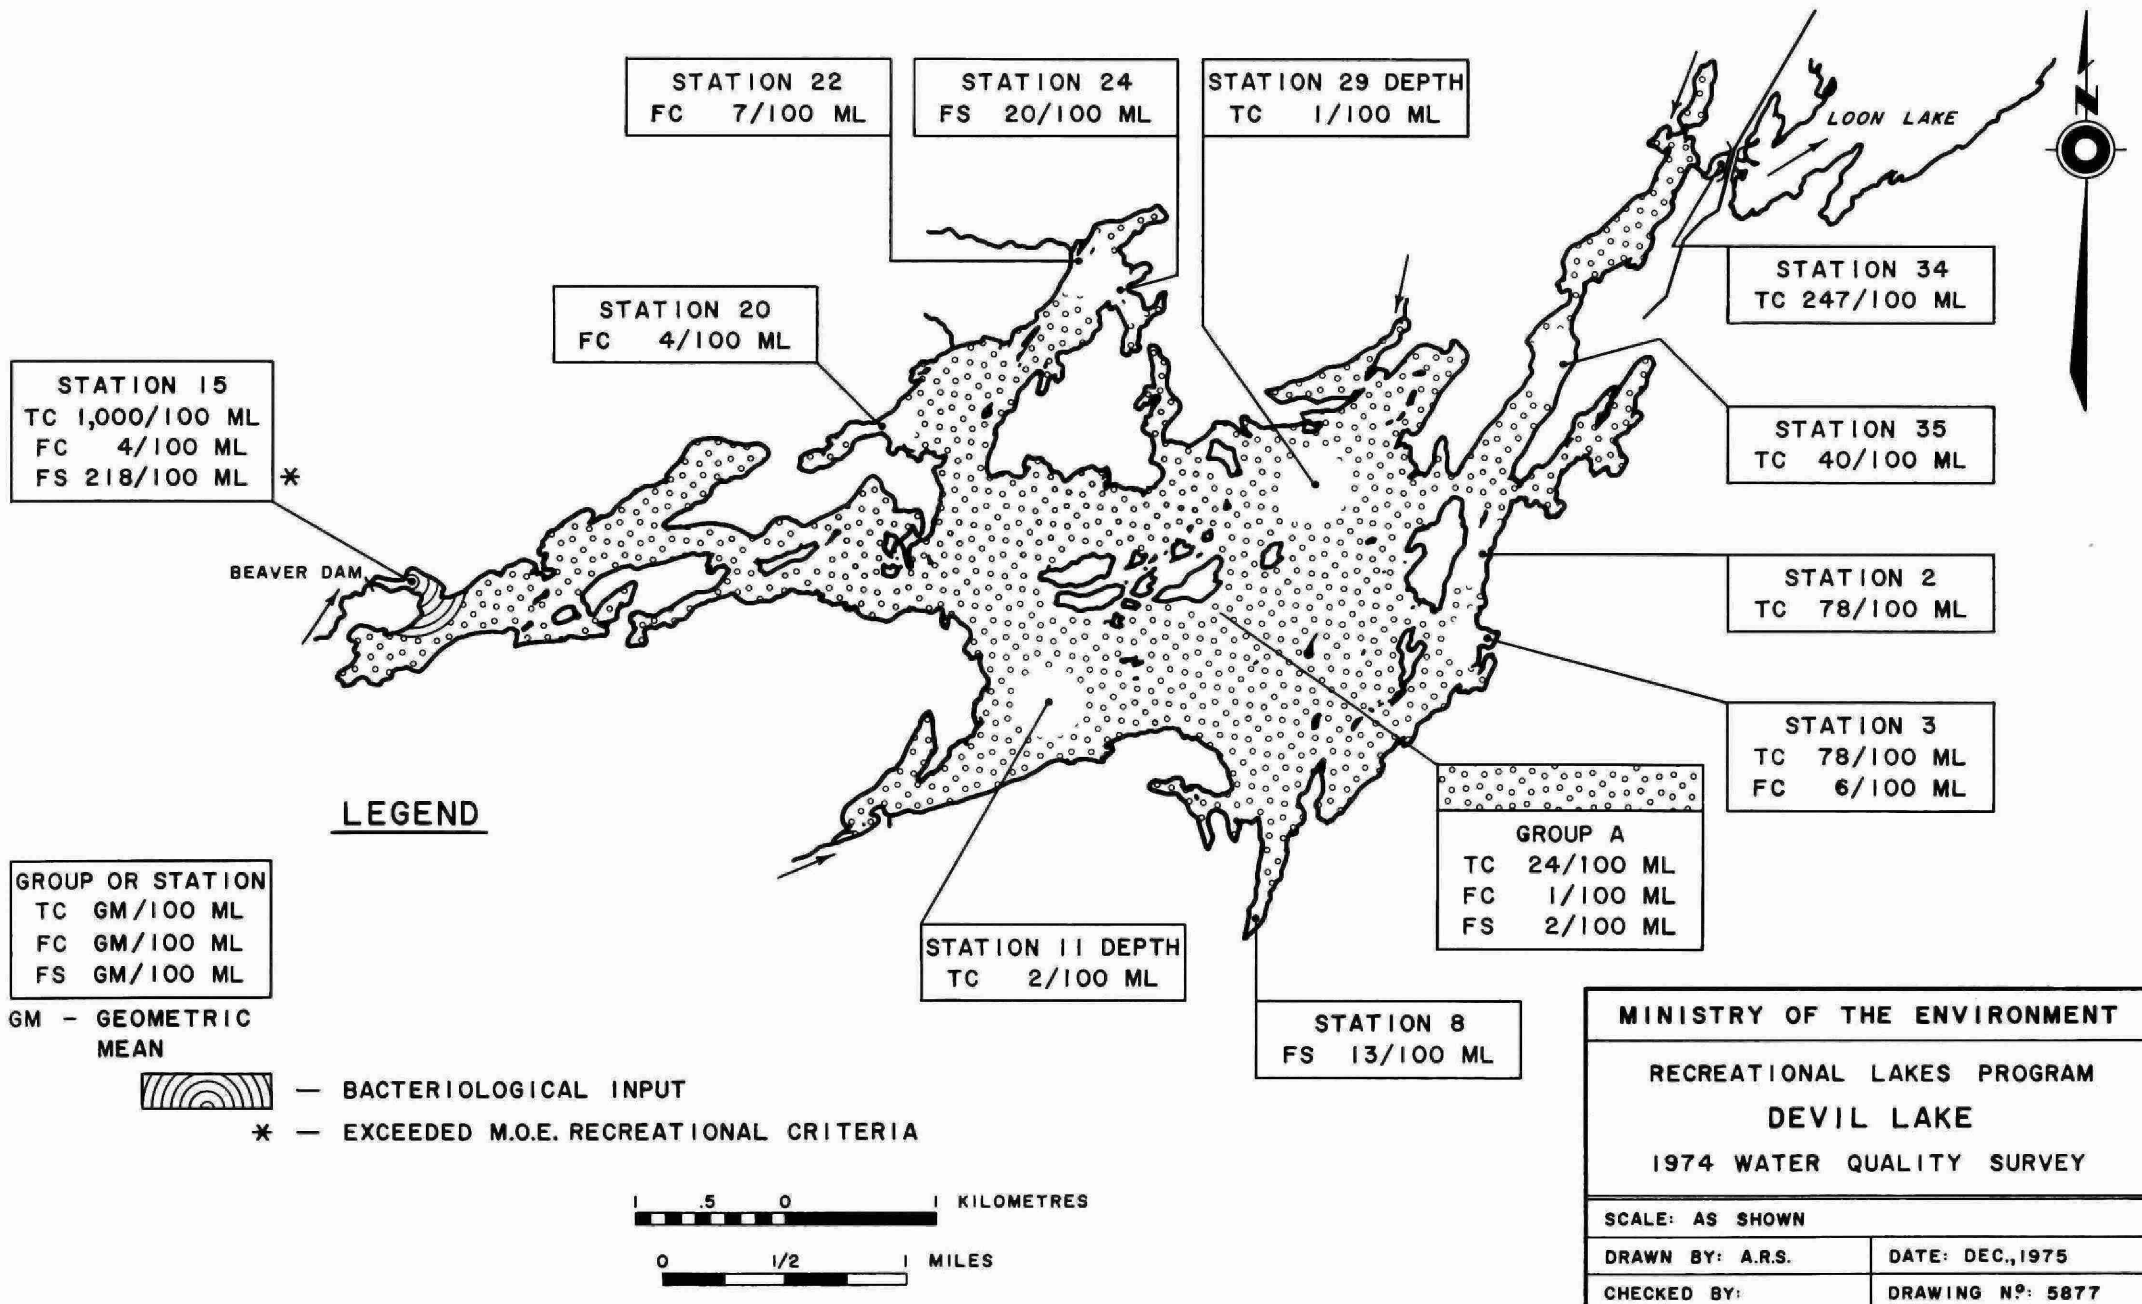 STATION 22
FC 7/100 ML
STATION 24
FS 20/100 ML
STATION 29 DEPTH
TC 1/100 ML
LOON LAKE
N
STATION 34
TC 247/100 ML
STATION 20
FC 4/100 ML
STATION 15
TC 1,000/100 ML
FC 4/100 ML
FS 218/100 ML *
STATION 35
TC 40/100 ML
BEAVER DAM
STATION 2
TC 78/100 ML
STATION 3
TC 78/100 ML
FC 6/100 ML
GROUP A
TC 24/100 ML
FC 1/100 ML
FS 2/100 ML
STATION 11 DEPTH
TC 2/100 ML
STATION 8
FS 13/100 ML
LEGEND
GROUP OR STATION
TC GM/100 ML
FC GM/100 ML
FS GM/100 ML
GM - GEOMETRIC
MEAN
— BACTERIOLOGICAL INPUT
* — EXCEEDED M.O.E. RECREATIONAL CRITERIA
1 .5 0 1 KILOMETRES
0 1/2 1 MILES
MINISTRY OF THE ENVIRONMENT
RECREATIONAL LAKES PROGRAM
DEVIL LAKE
1974 WATER QUALITY SURVEY
SCALE: AS SHOWN
DRAWN BY: A.R.S.
DATE: DEC.,1975
CHECKED BY:
DRAWING Nº: 5877